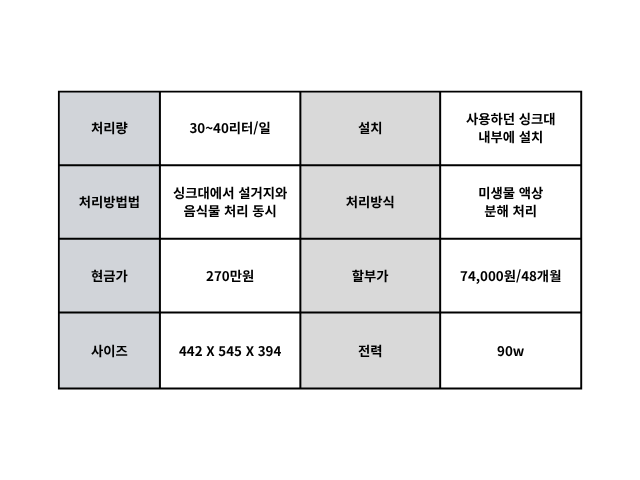 처리량
30~40리터/일
설치
사용하던 싱크대
내부에 설치
처리방법법
싱크대에서 설거지와
음식물 처리 동시
처리방식
미생물 액상
분해 처리
현금가
270만원
할부가
74,000원/48개월
사이즈
442 X 545 X 394
전력
90w